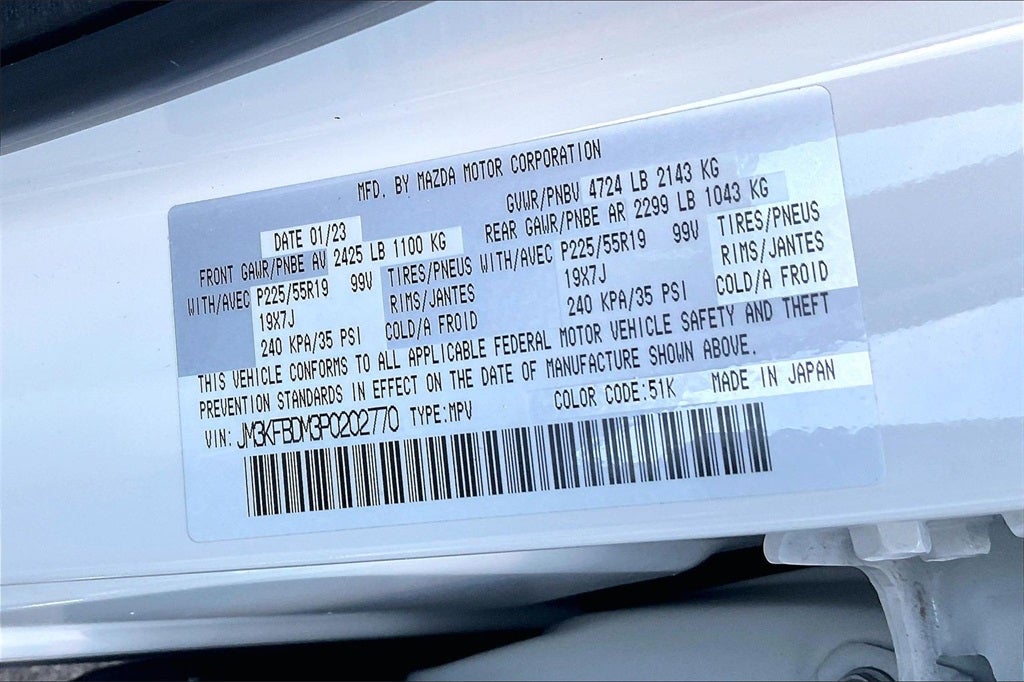 MFD. BY MAZDA MOTOR CORPORATION
DATE 01/23
GVWR/PNBV 4724 LB 2143 KG
FRONT GAWR/PNBE AV 2425 LB 1100 KG
REAR GAWR/PNBE AR 2299 LB 1043 KG
WITH/AVEC P225/55R19 99V TIRES/PNEUS
19X7J RIMS/JANTES
240 KPA/35 PSI COLD/A FROID
WITH/AVEC P225/55R19 99V TIRES/PNEUS
19X7J RIMS/JANTES
240 KPA/35 PSI COLD/A FROID
THIS VEHICLE CONFORMS TO ALL APPLICABLE FEDERAL MOTOR VEHICLE SAFETY AND THEFT
PREVENTION STANDARDS IN EFFECT ON THE DATE OF MANUFACTURE SHOWN ABOVE.
VIN: JM3KFBDM3P0202770 TYPE:MPV COLOR CODE:51K MADE IN JAPAN